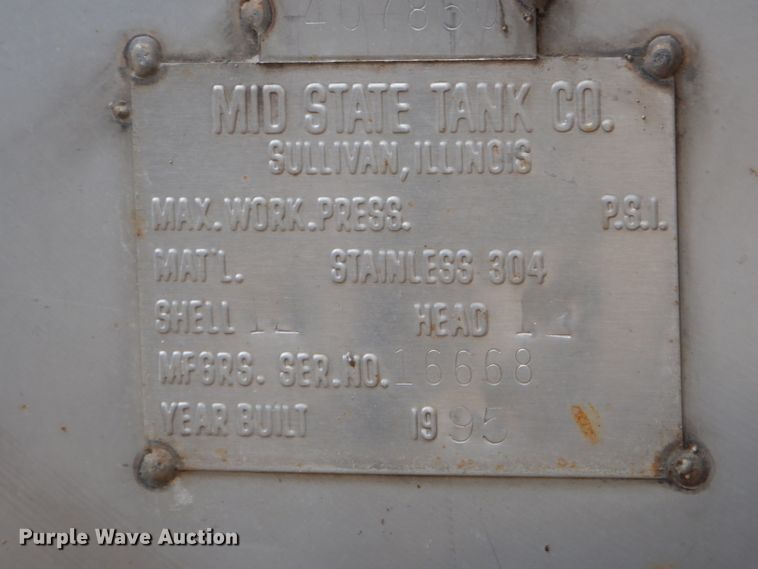 407850
MID STATE TANK CO.
SULLIVAN, ILLINOIS
MAX. WORK. PRESS. P.S.I.
MAT'L. STAINLESS 304
SHELL HEAD
MFGRS. SER. NO. 16668
YEAR BUILT 1995
Purple Wave Auction